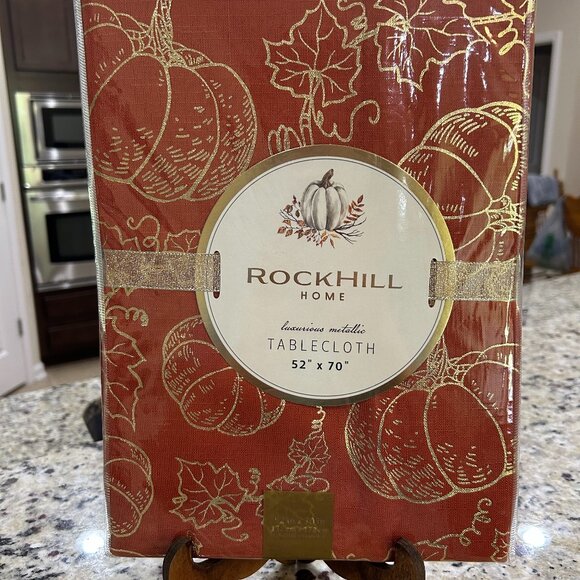 ROCKHILL
HOME
luxurious metallic
TABLECLOTH
52" x 70"